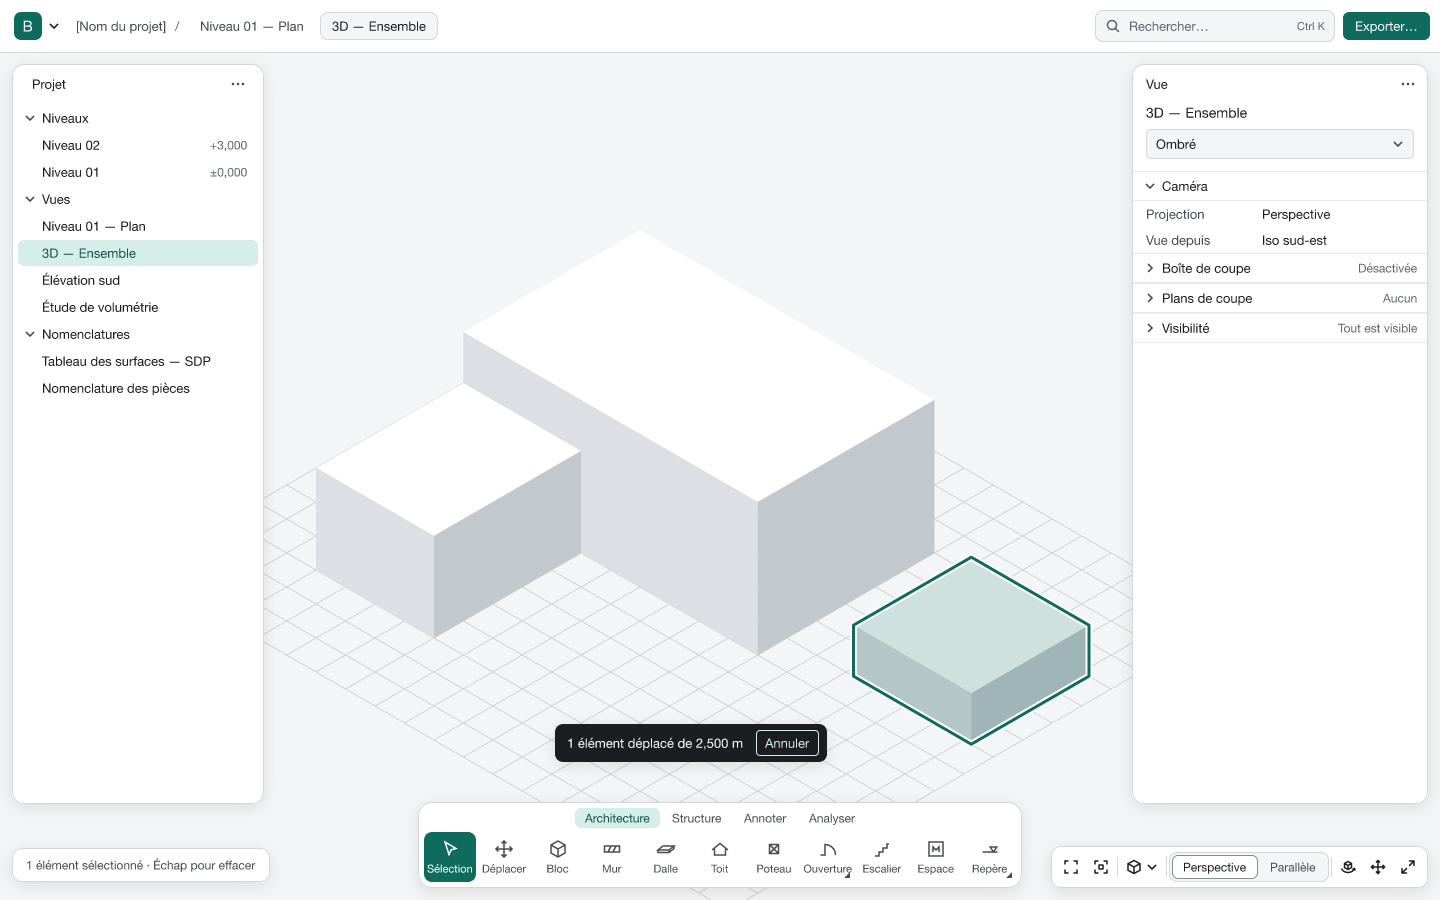 B [Nom du projet] / Niveau 01 — Plan 3D — Ensemble Rechercher… Ctrl K Exporter…
Projet
Niveaux
Niveau 02 +3,000
Niveau 01 ±0,000
Vues
Niveau 01 — Plan
3D — Ensemble
Élévation sud
Étude de volumétrie
Nomenclatures
Tableau des surfaces — SDP
Nomenclature des pièces
Vue
3D — Ensemble
Ombré
Caméra
Projection Perspective
Vue depuis Iso sud-est
Boîte de coupe Désactivée
Plans de coupe Aucun
Visibilité Tout est visible
1 élément déplacé de 2,500 m Annuler
Architecture Structure Annoter Analyser
Sélection Déplacer Bloc Mur Dalle Toit Poteau Ouverture Escalier Espace Repère
1 élément sélectionné · Échap pour effacer
Perspective Parallèle